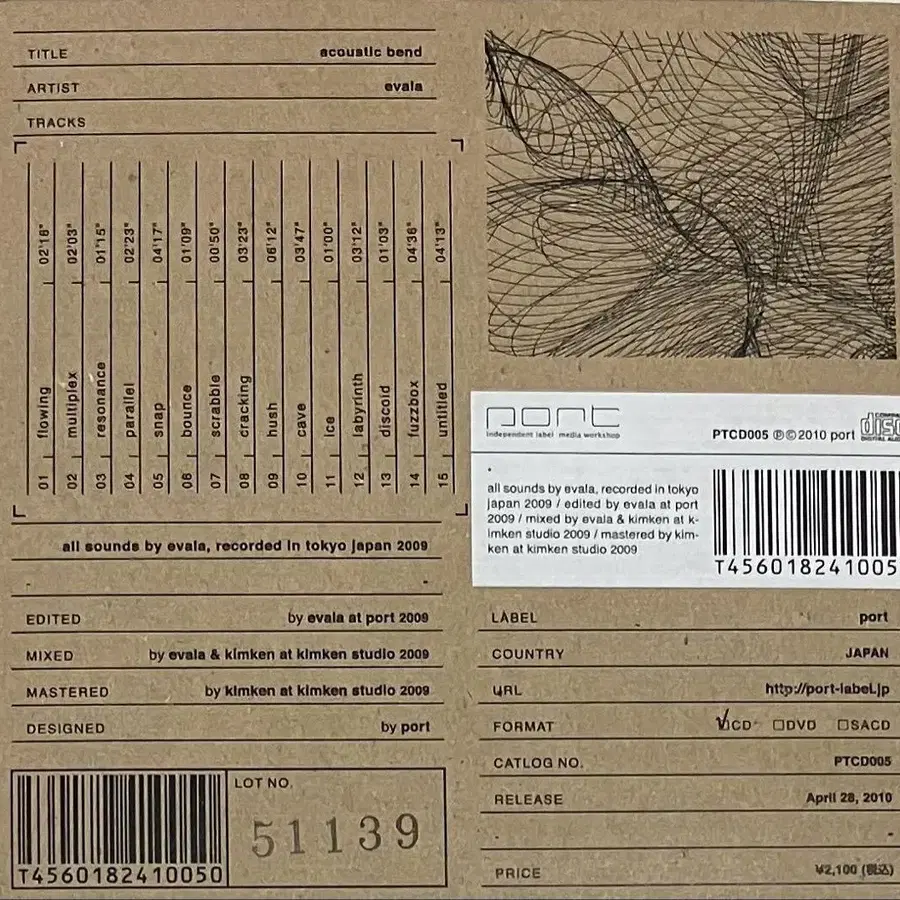 TITLE acoustic bend
ARTIST evala
TRACKS
01 flowing 02'16"
02 multiplex 02'03"
03 resonance 01'15"
04 parallel 02'23"
05 snap 04'17"
06 bounce 01'09"
07 scrabble 00'50"
08 cracking 03'23"
09 hush 06'12"
10 cave 03'47"
11 ice 01'00"
12 labyrinth 03'12"
13 discoid 01'03"
14 fuzzbox 04'36"
15 untitled 04'13"
all sounds by evala, recorded in tokyo japan 2009
EDITED by evala at port 2009
MIXED by evala & kimken at kimken studio 2009
MASTERED by kimken at kimken studio 2009
DESIGNED by port
LOT NO.
51139
T4560182410050
port
independent label media workshop
PTCD005 ℗©2010 port
disc
DIGITAL AUDIO
all sounds by evala, recorded in tokyo
japan 2009 / edited by evala at port
2009 / mixed by evala & kimken at k-
imken studio 2009 / mastered by kim-
ken at kimken studio 2009
T456018241005
LABEL port
COUNTRY JAPAN
URL http://port-label.jp
FORMAT ☑CD □DVD □SACD
CATLOG NO. PTCD005
RELEASE April 28, 2010
PRICE ¥2,100 (税込)